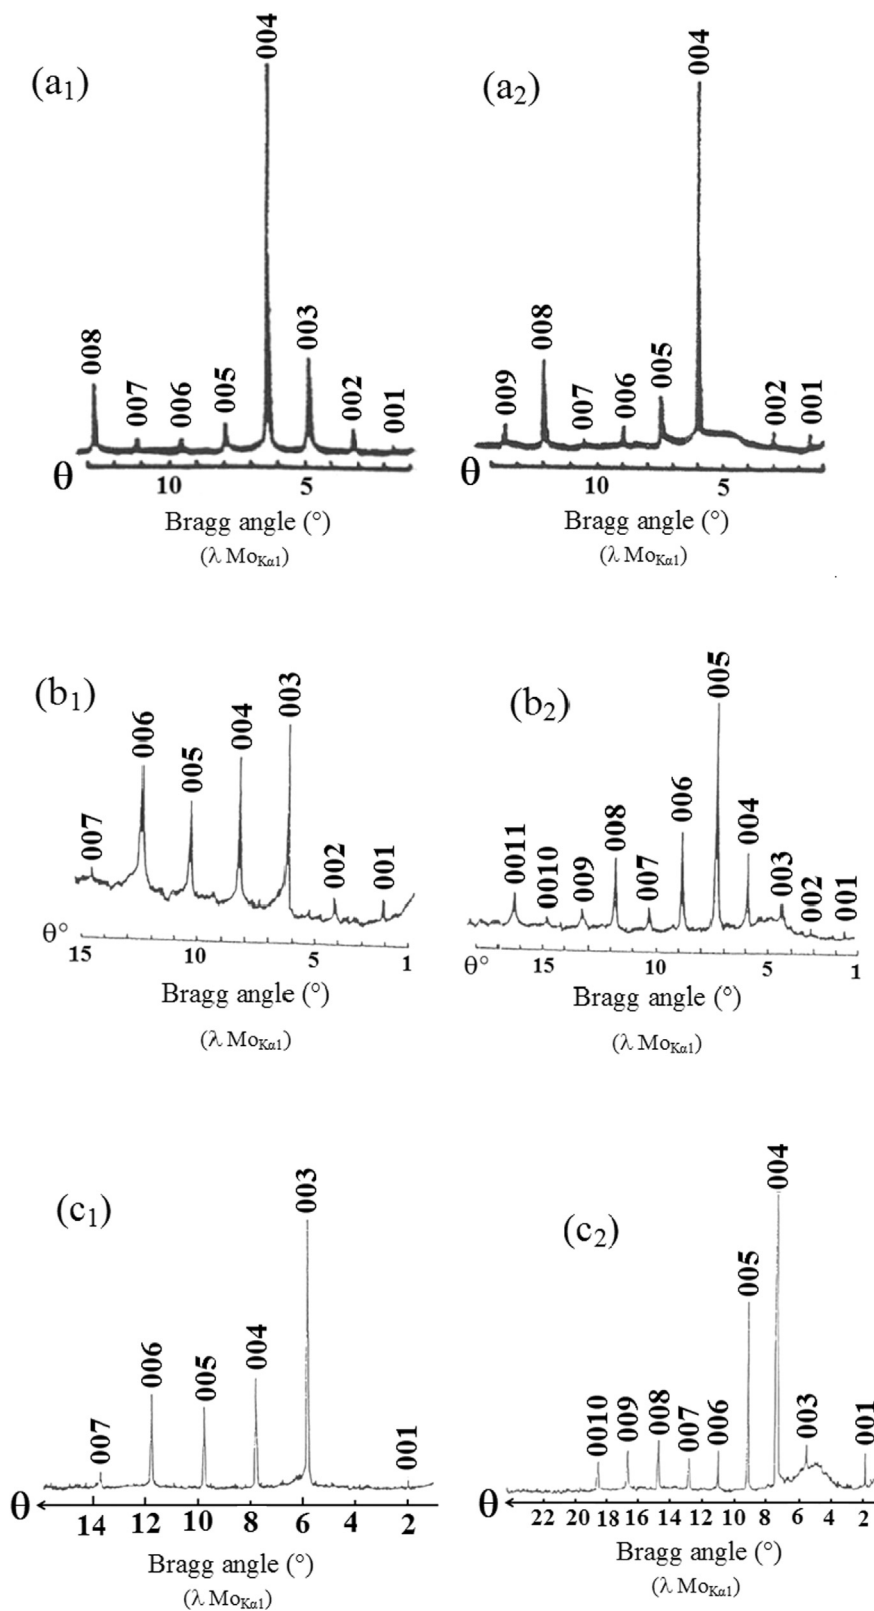 (a1)
004
003
008
005
007
006
002
001
θ
10
5
Bragg angle (°)
(λ MoKα1)
(a2)
004
008
005
009
006
007
002
001
θ
10
5
Bragg angle (°)
(λ MoKα1)
(b1)
003
004
006
005
007
002
001
θ°
15
10
5
1
Bragg angle (°)
(λ MoKα1)
(b2)
005
006
004
008
0011
0010
009
007
003
002
001
θ°
15
10
5
1
Bragg angle (°)
(λ MoKα1)
(c1)
003
004
006
005
007
001
θ
14 12 10 8 6 4 2
Bragg angle (°)
(λ MoKα1)
(c2)
004
005
003
008
009
0010
007
006
001
θ
22 20 18 16 14 12 10 8 6 4 2
Bragg angle (°)
(λ MoKα1)